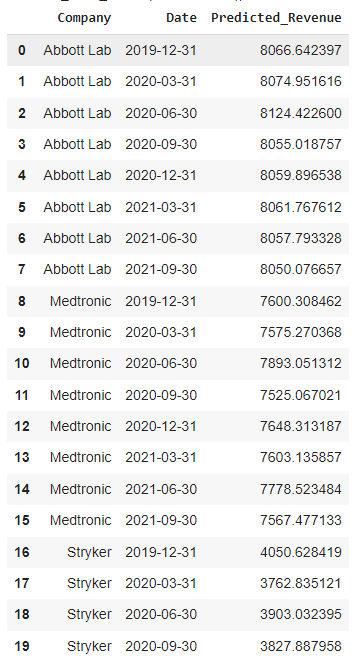 Company Date Predicted_Revenue
0 Abbott Lab 2019-12-31 8066.642397
1 Abbott Lab 2020-03-31 8074.951616
2 Abbott Lab 2020-06-30 8124.422600
3 Abbott Lab 2020-09-30 8055.018757
4 Abbott Lab 2020-12-31 8059.896538
5 Abbott Lab 2021-03-31 8061.767612
6 Abbott Lab 2021-06-30 8057.793328
7 Abbott Lab 2021-09-30 8050.076657
8 Medtronic 2019-12-31 7600.308462
9 Medtronic 2020-03-31 7575.270368
10 Medtronic 2020-06-30 7893.051312
11 Medtronic 2020-09-30 7525.067021
12 Medtronic 2020-12-31 7648.313187
13 Medtronic 2021-03-31 7603.135857
14 Medtronic 2021-06-30 7778.523484
15 Medtronic 2021-09-30 7567.477133
16 Stryker 2019-12-31 4050.628419
17 Stryker 2020-03-31 3762.835121
18 Stryker 2020-06-30 3903.032395
19 Stryker 2020-09-30 3827.887958